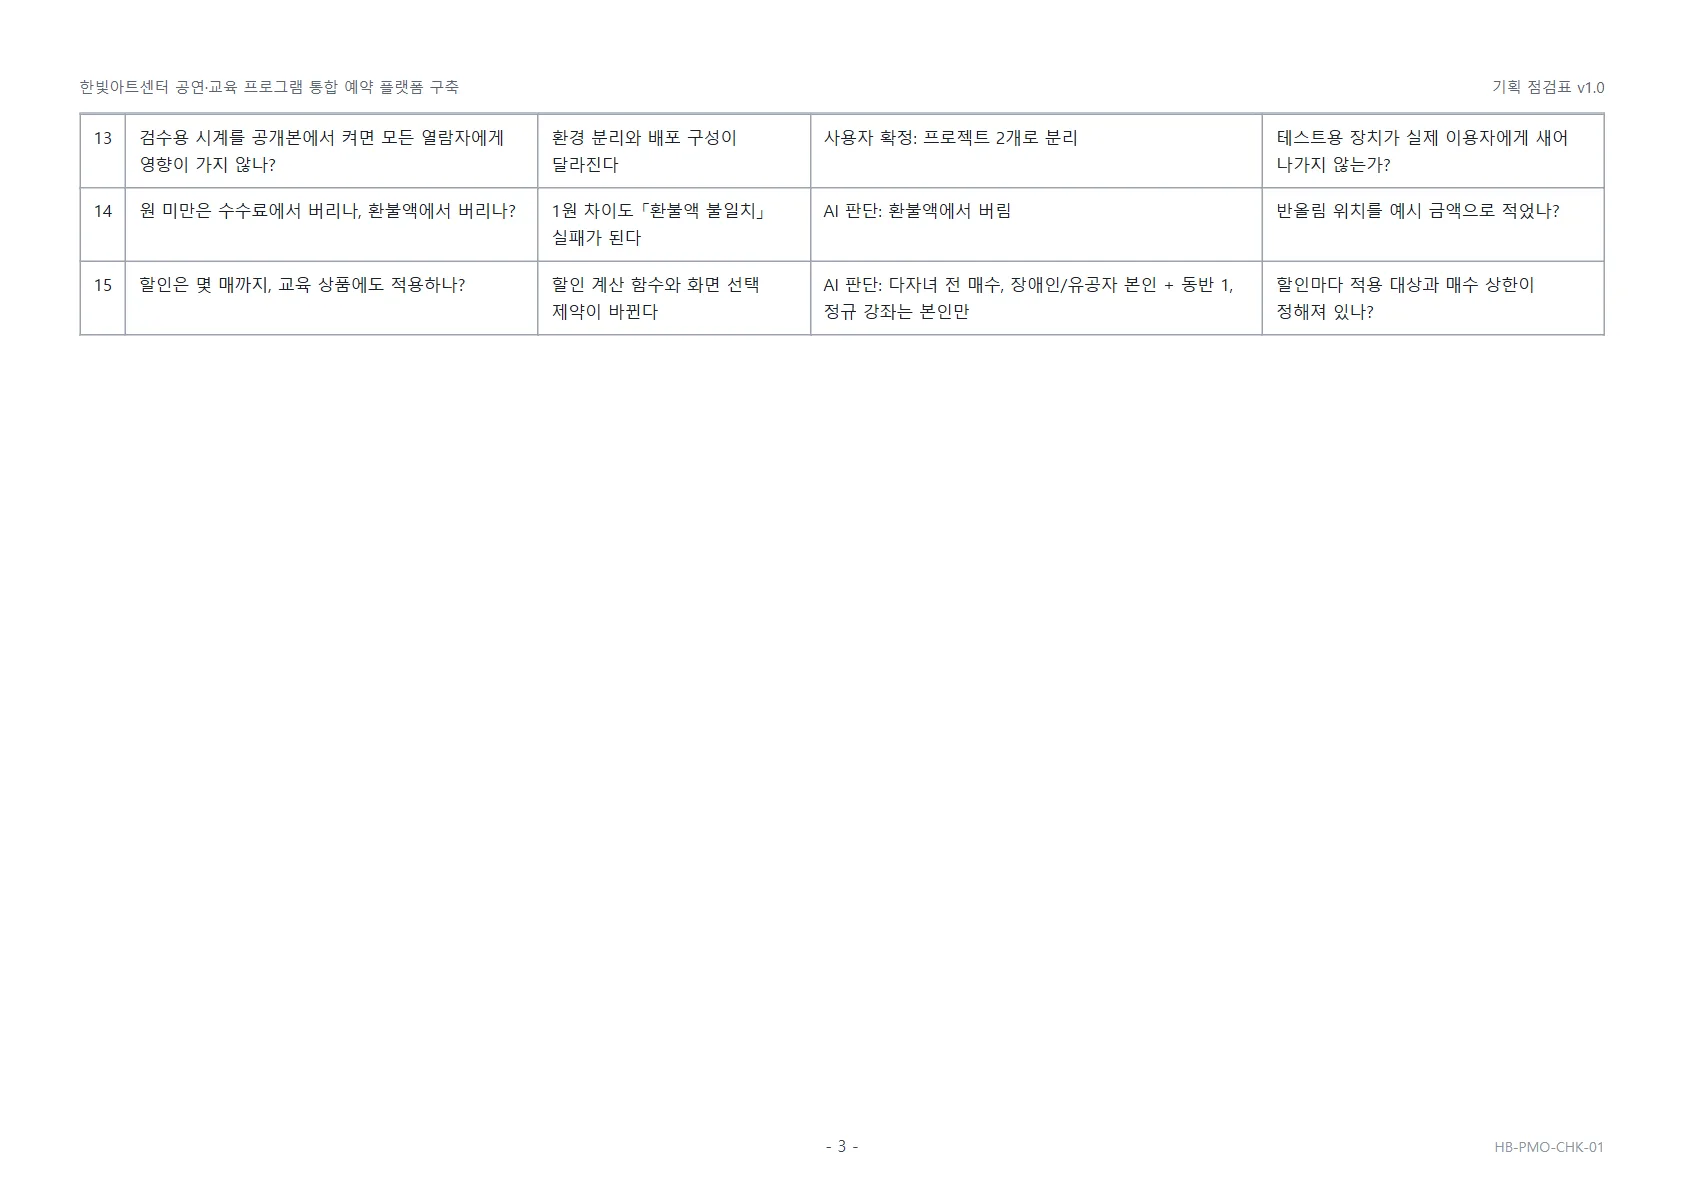 한빛아트센터 공연·교육 프로그램 통합 예약 플랫폼 구축
기획 점검표 v1.0
13
검수용 시계를 공개본에서 켜면 모든 열람자에게
영향이 가지 않나?
환경 분리와 배포 구성이
달라진다
사용자 확정: 프로젝트 2개로 분리
테스트용 장치가 실제 이용자에게 새어
나가지 않는가?
14
원 미만은 수수료에서 버리나, 환불액에서 버리나?
1원 차이도 「환불액 불일치」
실패가 된다
AI 판단: 환불액에서 버림
반올림 위치를 예시 금액으로 적었나?
15
할인은 몇 매까지, 교육 상품에도 적용하나?
할인 계산 함수와 화면 선택
제약이 바뀐다
AI 판단: 다자녀 전 매수, 장애인/유공자 본인 + 동반 1,
정규 강좌는 본인만
할인마다 적용 대상과 매수 상한이
정해져 있나?
- 3 -
HB-PMO-CHK-01